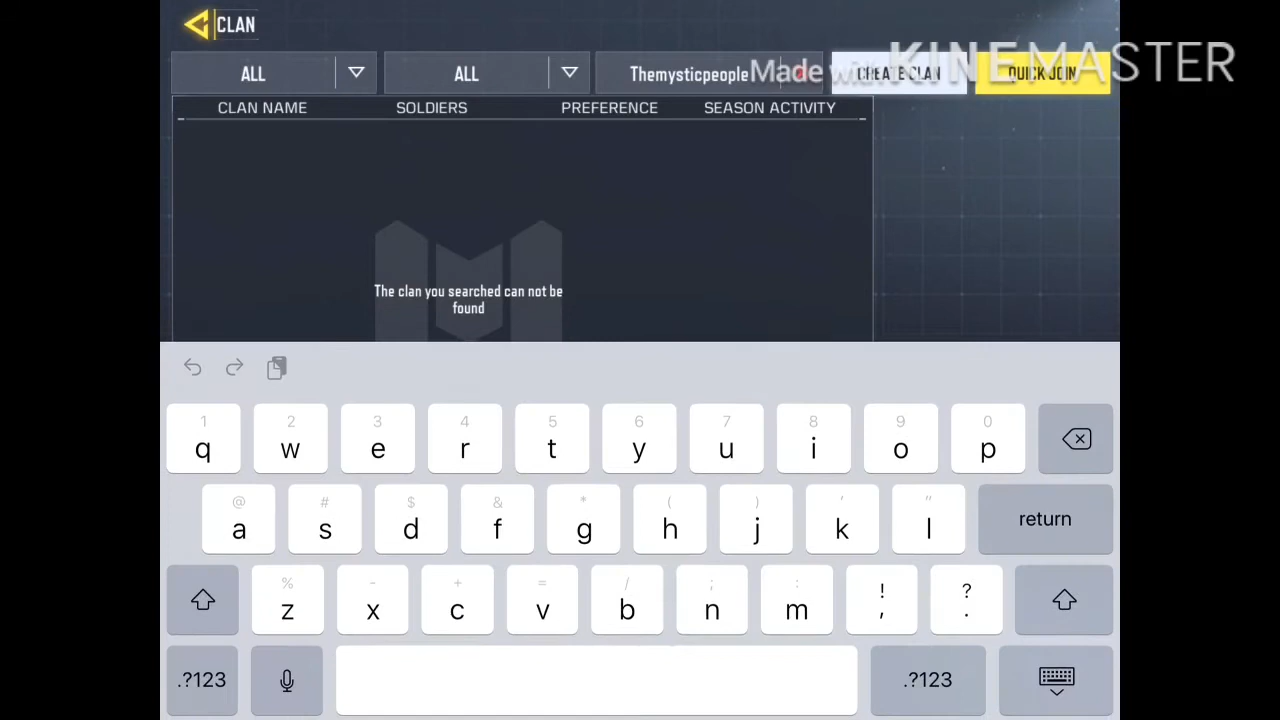 CLAN
ALL ALL Themysticpeople CREATE CLAN QUICK JOIN
Made with KINEMASTER
CLAN NAME SOLDIERS PREFERENCE SEASON ACTIVITY
The clan you searched can not be
found
1 2 3 4 5 6 7 8 9 0
q w e r t y u i o p
@ # $ & * ( ) ' "
a s d f g h j k l return
% - + = / ; : ! ?
z x c v b n m , .
.?123 .?123